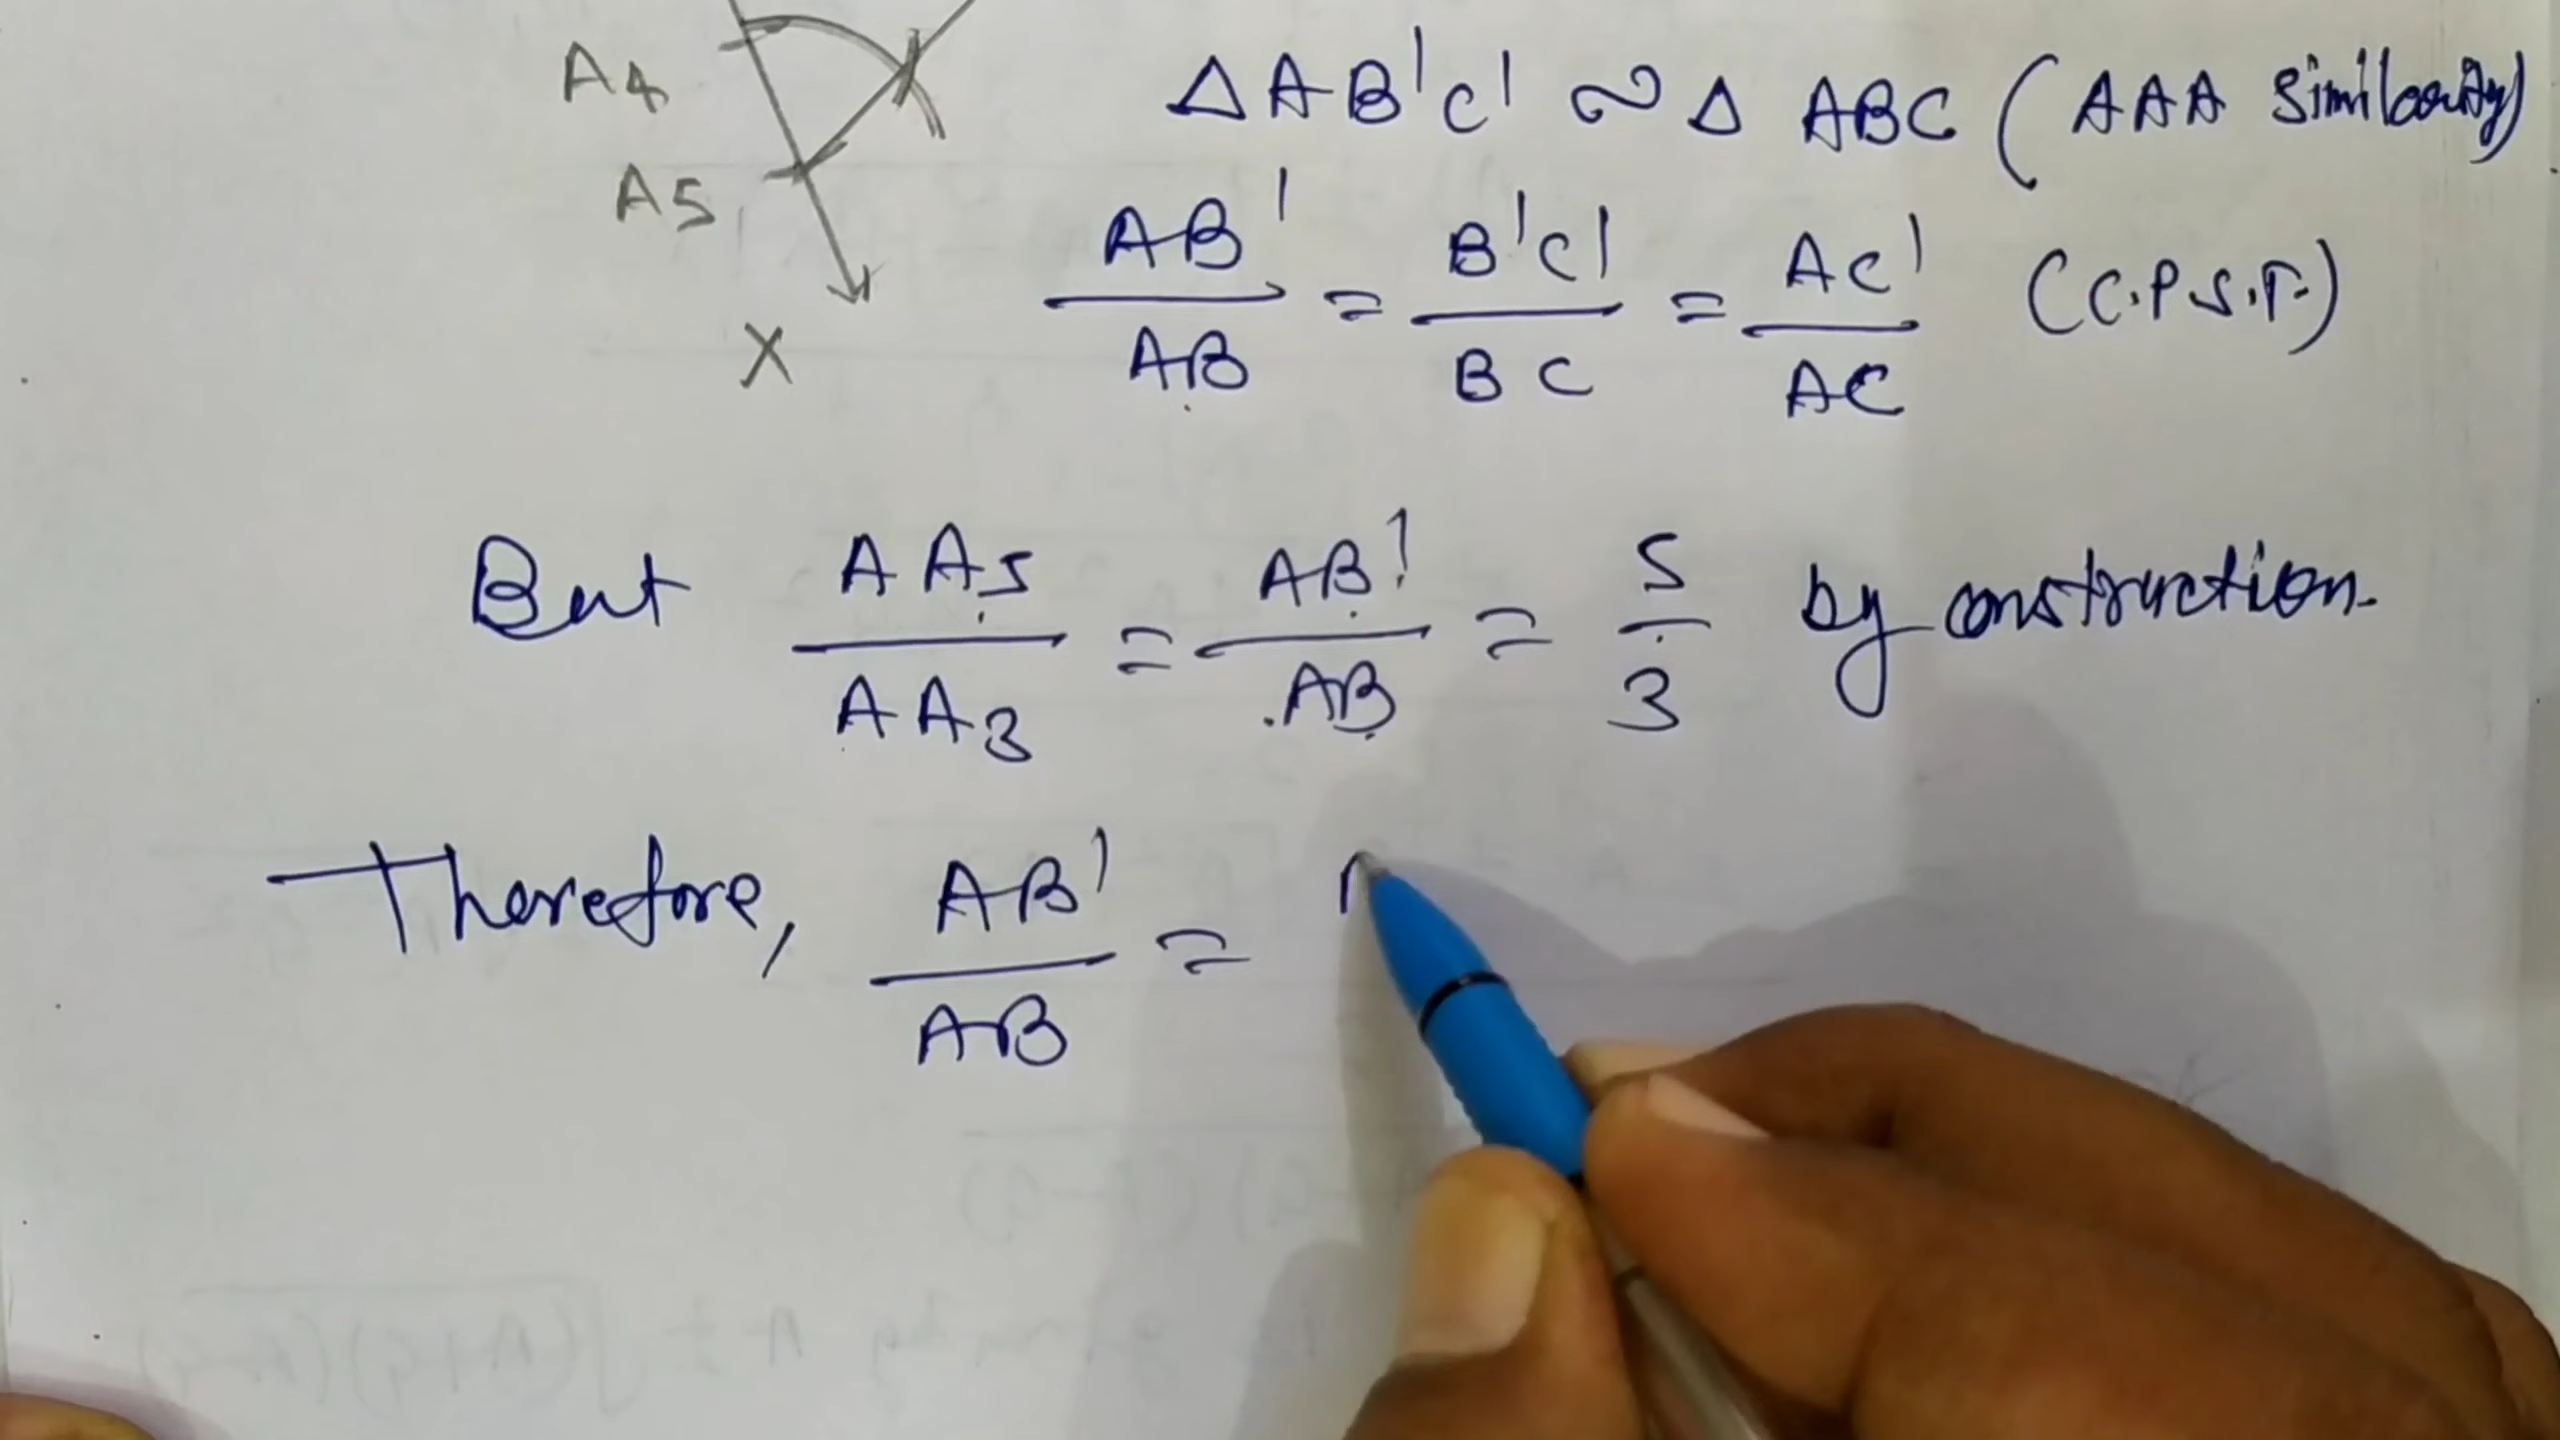 A4
A5
X
△AB'C' ∾ △ ABC (AAA Similarity)
AB'/AB = B'C'/BC = AC'/AC (C.P.S.T.)
But AA5/AA3 = AB'/AB = 5/3 by construction.
Therefore, AB'/AB =